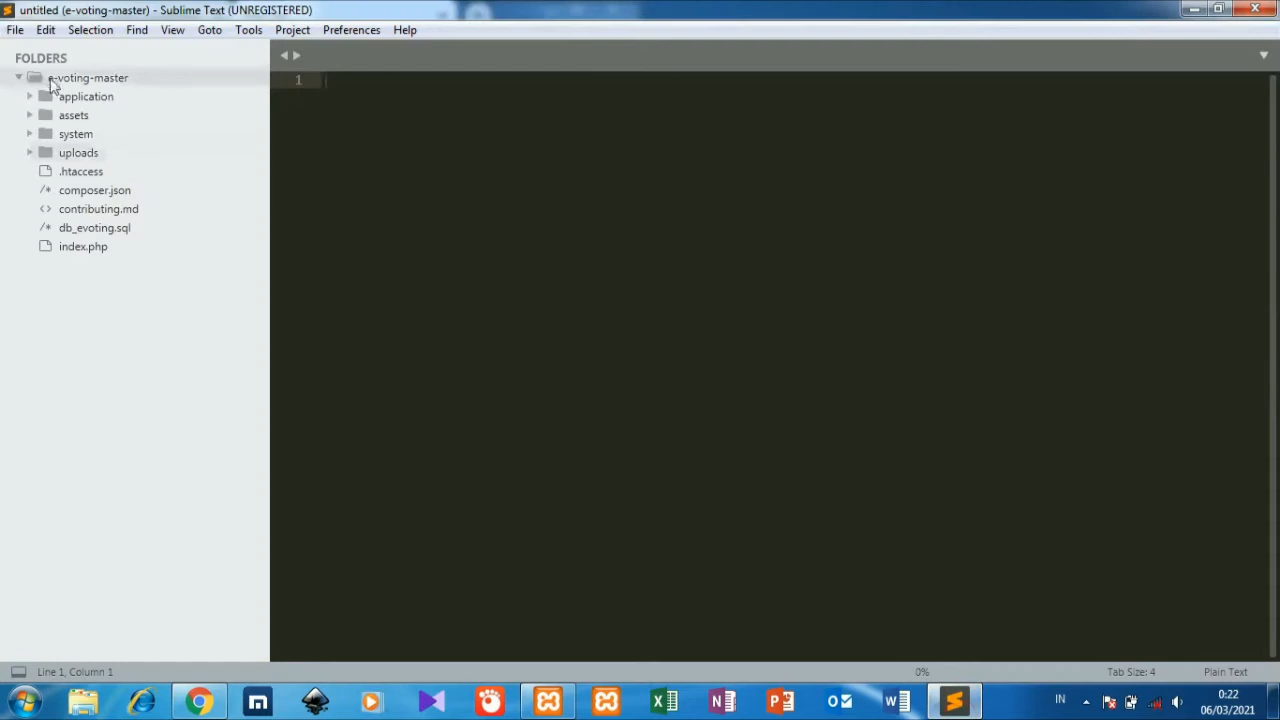 untitled (e-voting-master) - Sublime Text (UNREGISTERED)
File Edit Selection Find View Goto Tools Project Preferences Help
FOLDERS
e-voting-master
application
assets
system
uploads
.htaccess
/* composer.json
<> contributing.md
/* db_evoting.sql
index.php
1
Line 1, Column 1 0% Tab Size: 4 Plain Text
IN 0:22
06/03/2021